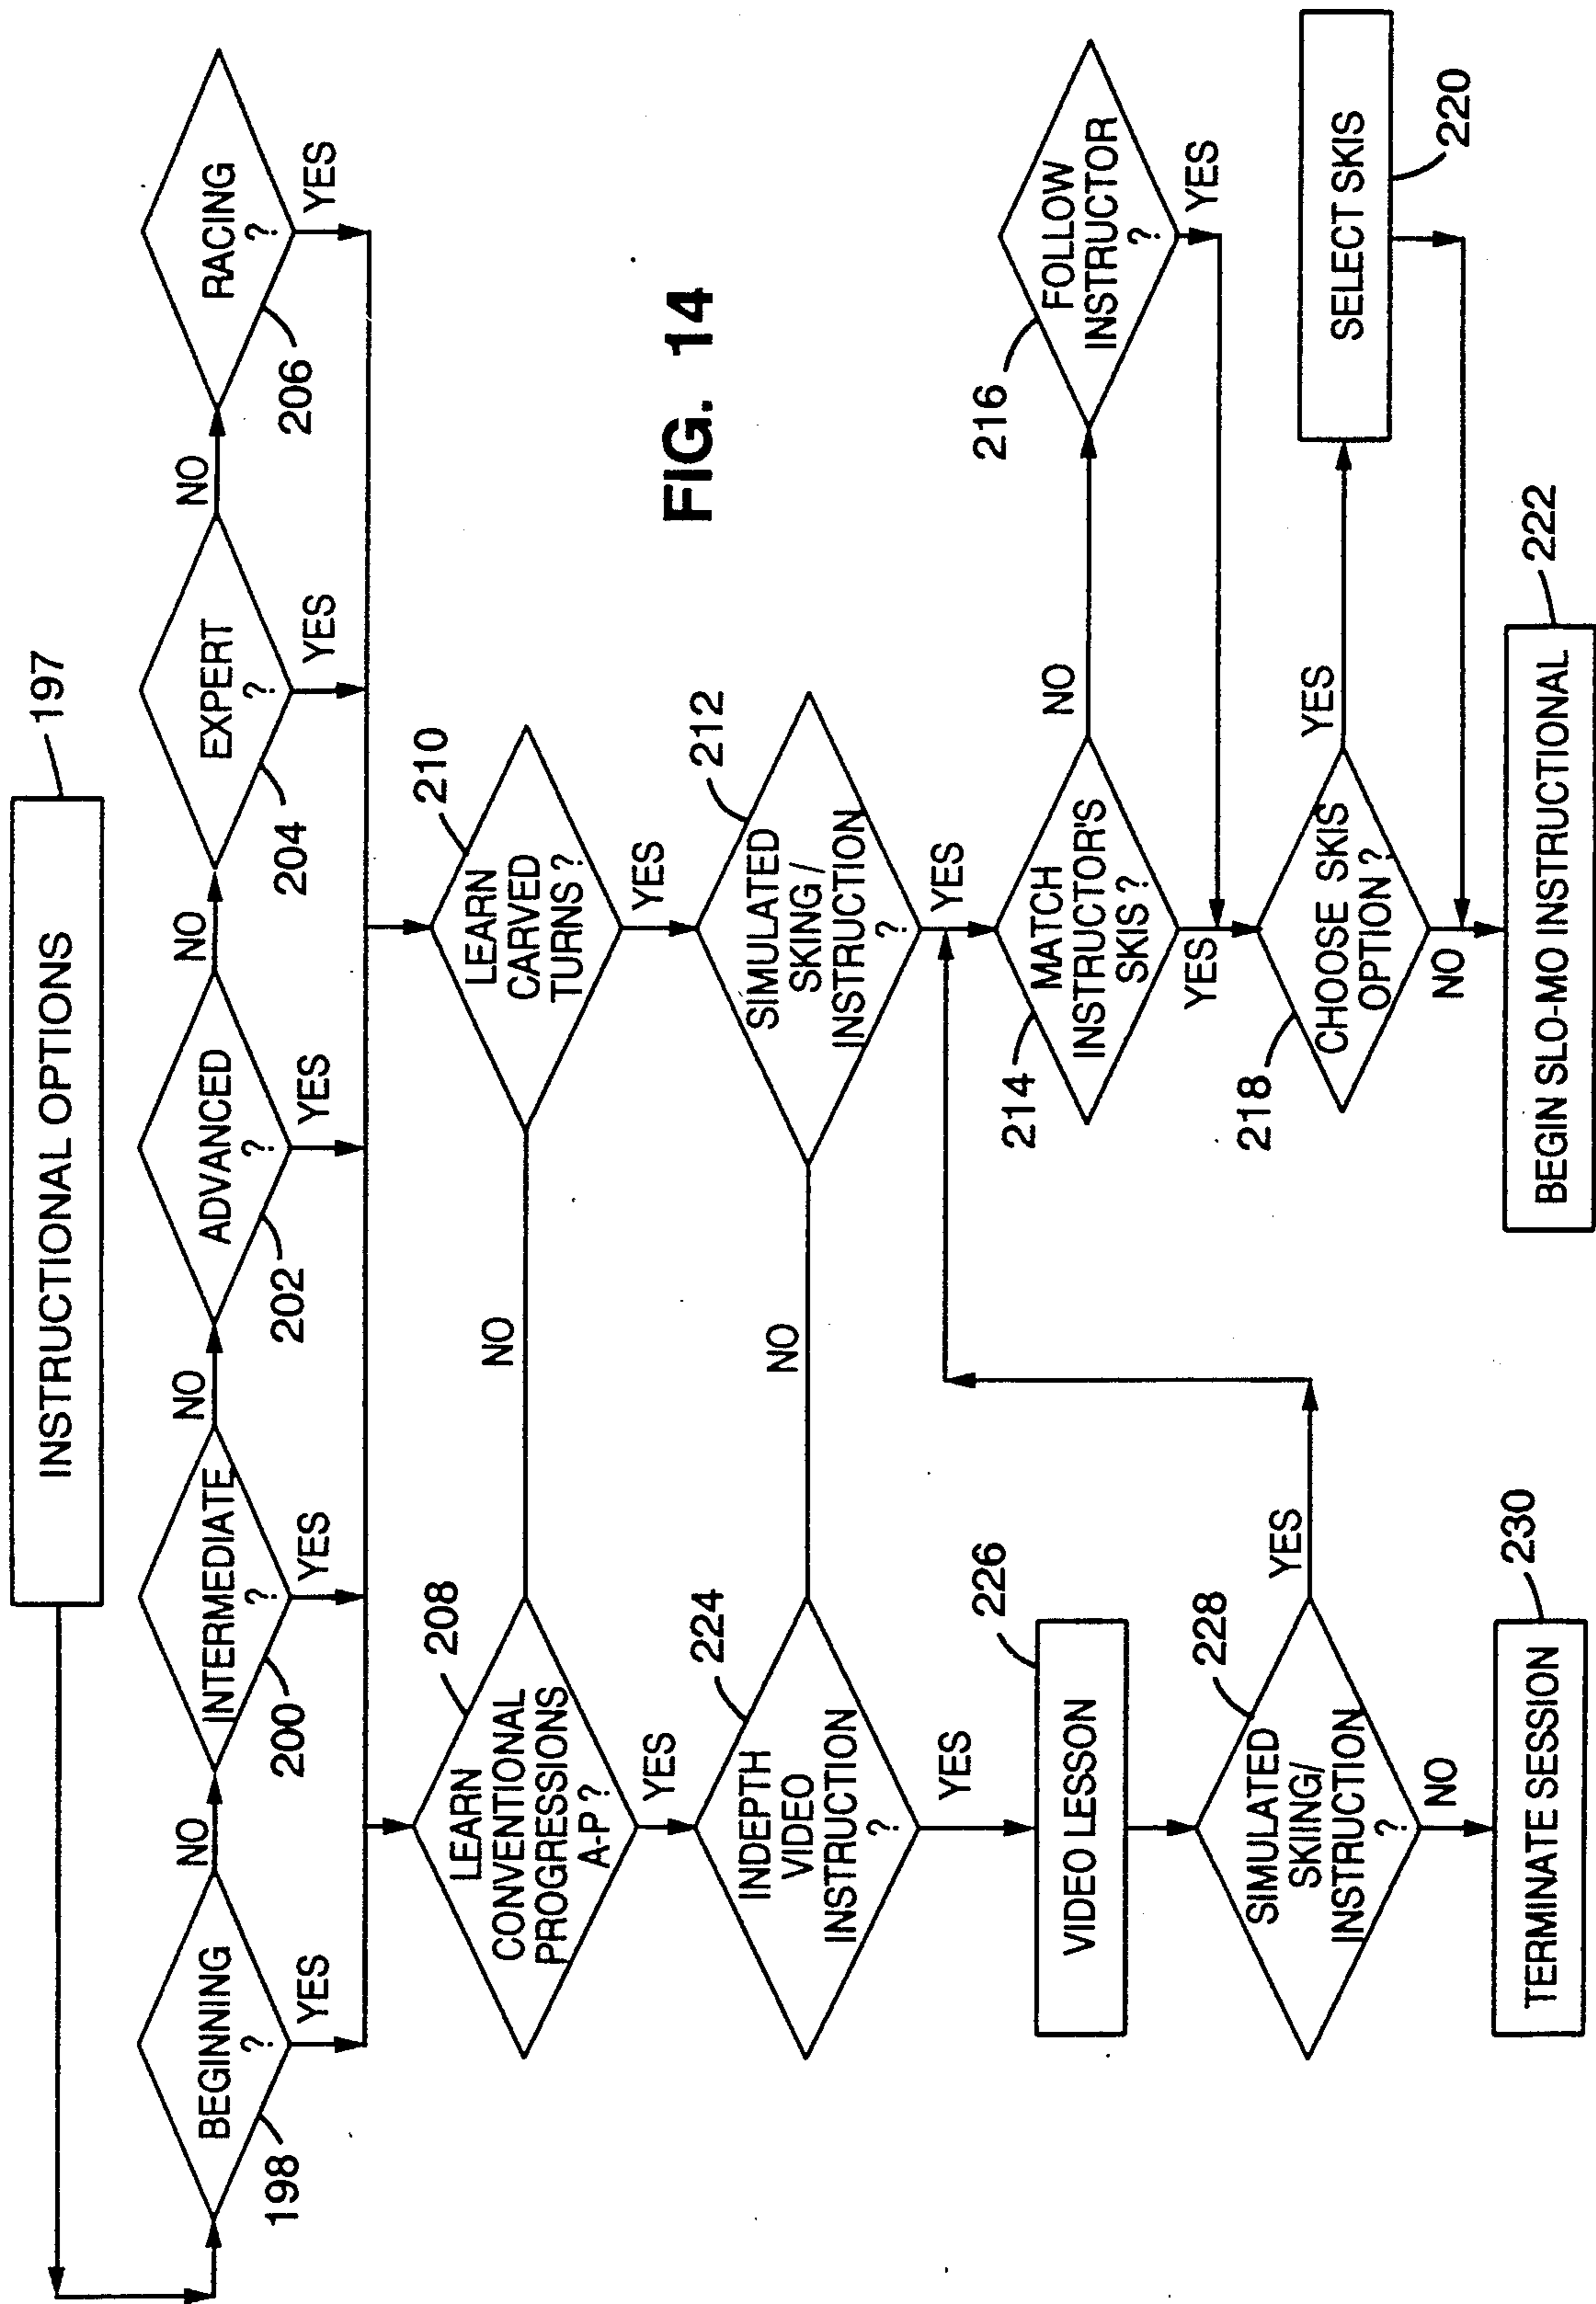 INSTRUCTIONAL OPTIONS
197
BEGINNING
?
198
NO
YES
INTERMEDIATE
?
200
NO
YES
ADVANCED
?
202
NO
YES
EXPERT
?
204
NO
YES
RACING
?
206
YES
LEARN
CONVENTIONAL
PROGRESSIONS
A-P ?
208
NO
YES
LEARN
CARVED
TURNS ?
210
YES
FIG. 14
INDEPTH
VIDEO
INSTRUCTION
?
224
NO
YES
SIMULATED
SKING /
INSTRUCTION
?
212
YES
VIDEO LESSON
226
MATCH
INSTRUCTOR'S
SKIS ?
214
NO
YES
FOLLOW
INSTRUCTOR
?
216
YES
SIMULATED
SKIING/
INSTRUCTION
?
228
YES
NO
CHOOSE SKIS
OPTION ?
218
YES
NO
SELECT SKIS
220
TERMINATE SESSION
230
BEGIN SLO-MO INSTRUCTIONAL
222